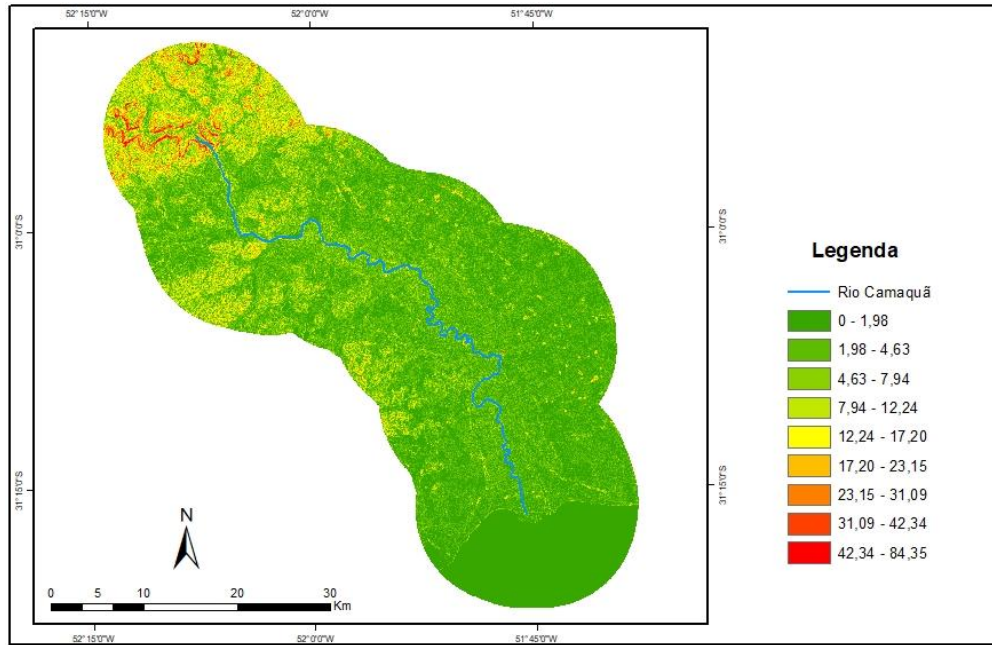 52°15'0"W 52°0'0"W 51°45'0"W
31°0'0"S 31°0'0"S
Legenda
Rio Camaquã
0 - 1,98
1,98 - 4,63
4,63 - 7,94
7,94 - 12,24
12,24 - 17,20
17,20 - 23,15
23,15 - 31,09
31,09 - 42,34
42,34 - 84,35
31°15'0"S 31°15'0"S
N
0 5 10 20 30
Km
52°15'0"W 52°0'0"W 51°45'0"W